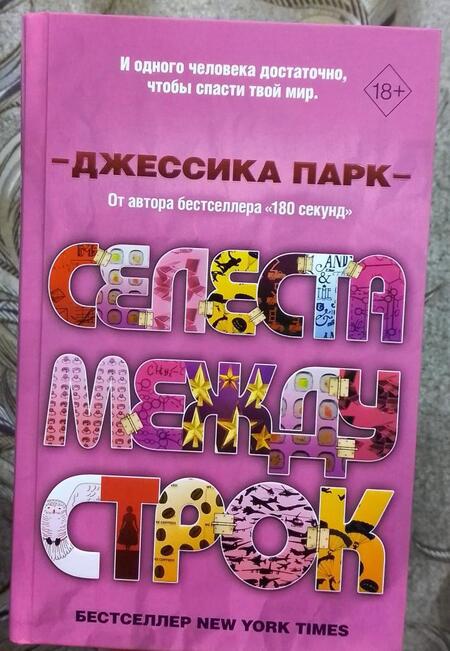 И одного человека достаточно,
чтобы спасти твой мир.
18+
–ДЖЕССИКА ПАРК–
От автора бестселлера «180 секунд»
СЕЛЕСТА
МЕЖДУ
СТРОК
БЕСТСЕЛЛЕР NEW YORK TIMES